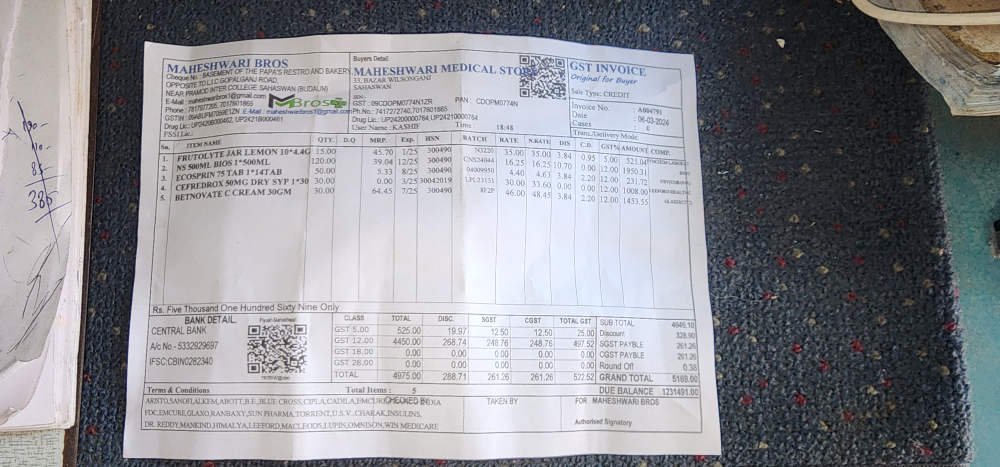 MAHESHWARI BROS
Cheque No.: BASEMENT OF THE PAPA'S RESTRO AND BAKERY
OPPOSITE TO L.I.C GOPALGANJ ROAD
NEAR PRAMOD INTER COLLEGE SAHASWAN (BUDAUN)
E-Mail : maheshwaribros1@gmail.com
Phone : 7817577205, 7017601865
GSTIN : 09ABUFM7059E1ZN E-Mail : maheshwaribros1@gmail.com
Drug Lic : UP2420B000462, UP2421B000461
FSSI Lic :
MBros
Buyers Detail
MAHESHWARI MEDICAL STORE
33, BAZAR WILSONGANJ
SAHASWAN
GST : 09CDOPM0774N1ZR PAN : CDOPM0774N
Ph.No.: 7417272740, 7017601865
Drug Lic. : UP24200000764, UP24210000764
User Name : KASHIF Time : 18:48
GST INVOICE
Original for Buyer
Sale Type: CREDIT
Invoice No. : A004791
Date : 06-03-2024
Cases 0
Trans./Delivery Mode.
Sn. ITEM NAME QTY. D.Q MRP. Exp. HSN BATCH RATE N.RATE DIS C.D. GST% AMOUNT COMP.
1. FRUTOLYTE JAR LEMON 10*4.4G 15.00 45.70 1/25 300490 N3220 35.00 35.00 3.84 0.95 5.00 525.04
2. NS 500ML BIOS 1*500ML 120.00 39.04 12/25 300490 16.25 16.25 10.70 0.00 12.00 1950.31
3. ECOSPRIN 75 TAB 1*14TAB 50.00 5.33 8/25 300490 04009950 4.40 4.63 3.84 2.20 12.00 231.72
4. CEFREDROX 50MG DRY SYP 1*30 30.00 0.00 3/25 30042019 LPL23131 30.00 33.60 0.00 0.00 12.00 1008.00
5. BETNOVATE C CREAM 30GM 30.00 64.45 7/25 300490 46.00 48.45 3.84 2.20 12.00 1453.55
Rs. Five Thousand One Hundred Sixty Nine Only
BANK DETAIL.
CENTRAL BANK
A/c No.- 5332929697
IFSC:CBIN0282340
CLASS TOTAL DISC. SGST CGST TOTAL GST
GST 5.00 525.00 19.97 12.50 12.50 25.00
GST 12.00 4450.00 268.74 248.76 248.76 497.52
GST 18.00 0.00 0.00 0.00 0.00 0.00
GST 28.00 0.00 0.00 0.00 0.00 0.00
TOTAL 4975.00 288.71 261.26 261.26 522.52
SUB TOTAL 4646.10
Discount 328.90
SGST PAYBLE 261.26
CGST PAYBLE 261.26
Round Off 0.38
GRAND TOTAL 5169.00
DUE BALANCE 1231491.00
Terms & Conditions Total Items : 5
CHECKED BY TAKEN BY FOR MAHESHWARI BROS
ARISTO,SANOFI,ALKEM,ABOTT,B.E,BLUE-CROSS,CIPLA,CADILA,EMCURE
FDC,EMCURE,GLAXO,RANBAXY,SUN PHARMA,TORRENT,U.S.V.,CHARAK,INSULINS,
DR. REDDY,MANKIND,HIMALYA,LEEFORD,MACLEODS,LUPIN,OMNISON,WIN MEDICARE
Authorised Signatory
385